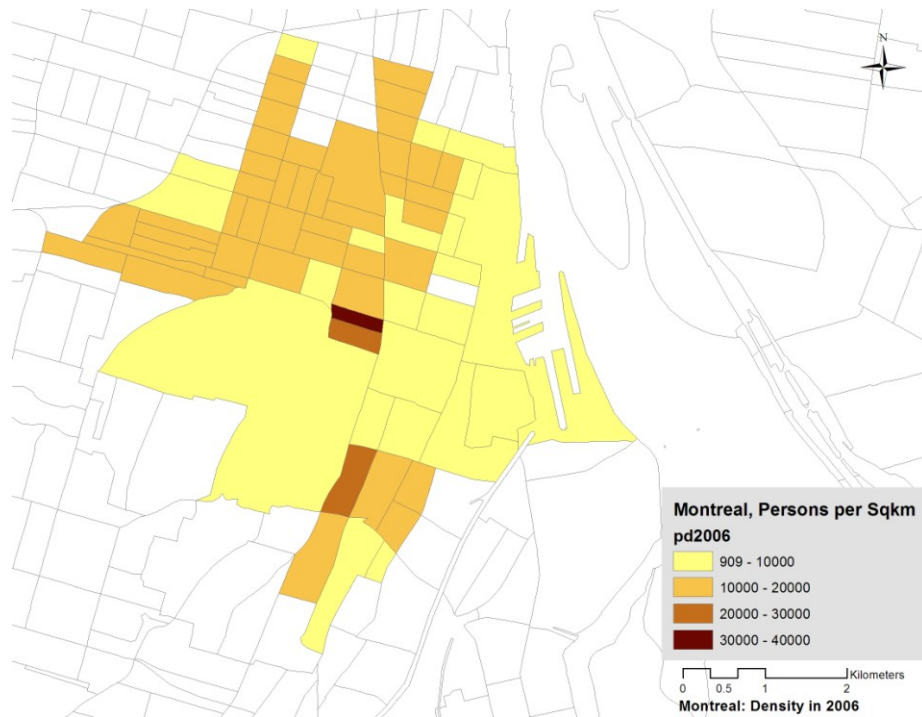 N
Montreal, Persons per Sqkm
pd2006
909 - 10000
10000 - 20000
20000 - 30000
30000 - 40000
Kilometers
0 0.5 1 2
Montreal: Density in 2006